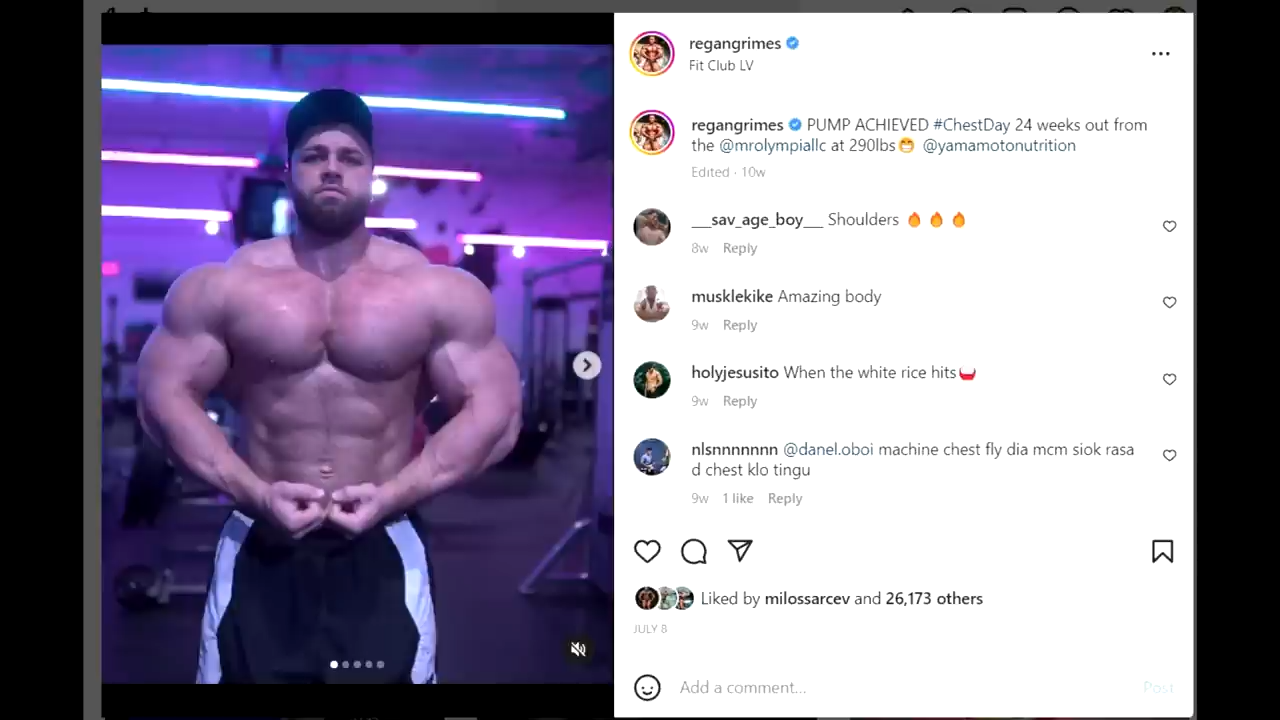 regangrimes
Fit Club LV
regangrimes PUMP ACHIEVED #ChestDay 24 weeks out from
the @mrolympiallc at 290lbs😁 @yamamotonutrition
Edited · 10w
___sav_age_boy___ Shoulders 🔥 🔥 🔥
8w Reply
musklekike Amazing body
9w Reply
holyjesusito When the white rice hits🩲
9w Reply
nlsnnnnnnn @danel.oboi machine chest fly dia mcm siok rasa
d chest klo tingu
9w 1 like Reply
Liked by milossarcev and 26,173 others
JULY 8
Add a comment...
Post